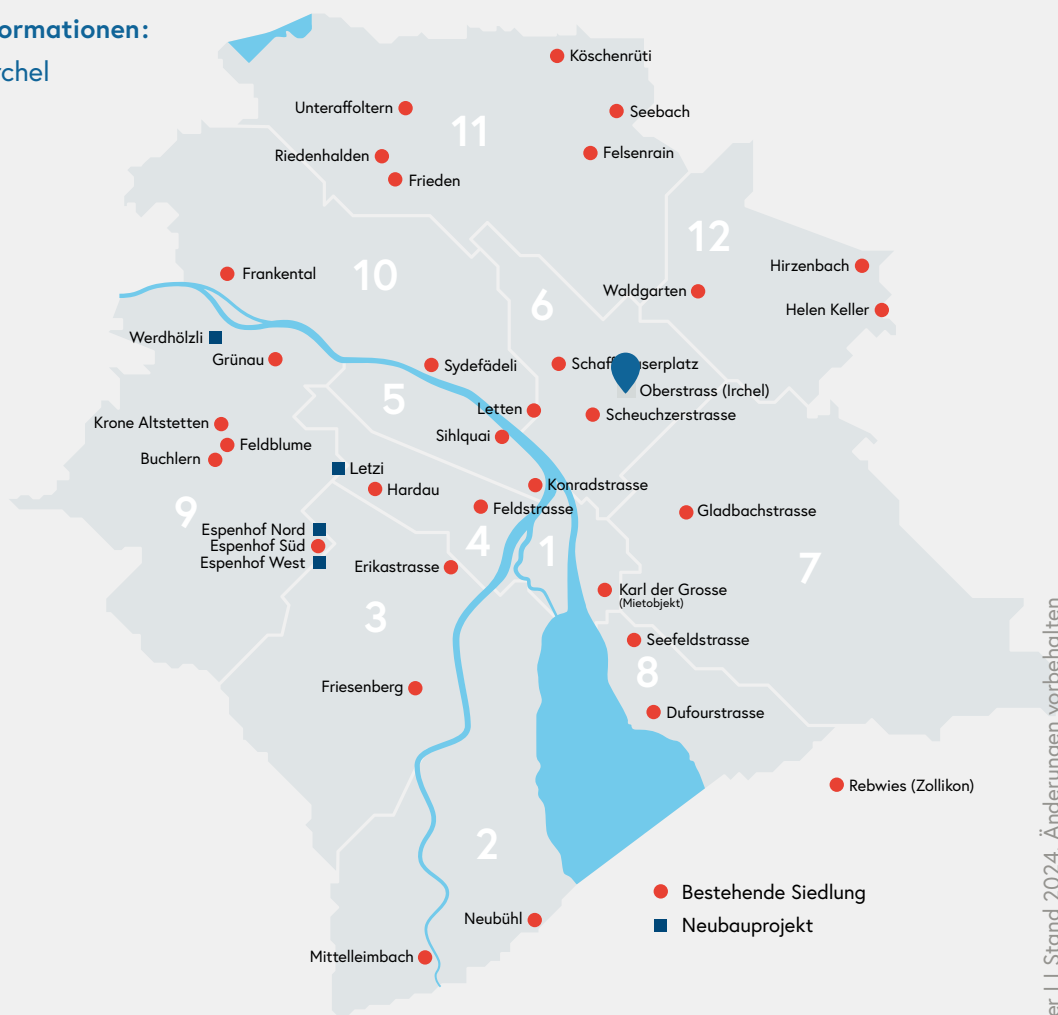 ormationen:
rchel
Köschenrüti
Unteraffoltern
Seebach
11
Riedenhalden
Felsenrain
Frieden
12
Hirzenbach
Frankental
10
Waldgarten
6
Helen Keller
Werdhölzli
Grünau
Sydefädeli
Schaffhauserplatz
Oberstrass (Irchel)
5
Letten
Scheuchzerstrasse
Krone Altstetten
Sihlquai
Feldblume
Buchlern
Letzi
Hardau
Konradstrasse
9
Feldstrasse
Gladbachstrasse
Espenhof Nord
Espenhof Süd
4
1
Espenhof West
Erikastrasse
7
Karl der Grosse
(Mietobjekt)
3
Seefeldstrasse
8
Friesenberg
Dufourstrasse
Rebwies (Zollikon)
2
Bestehende Siedlung
Neubauprojekt
Neubühl
Mittelleimbach
er | | Stand 2024, Änderungen vorbehalten